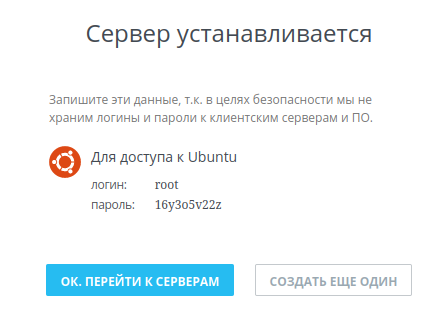 Сервер устанавливается
Запишите эти данные, т.к. в целях безопасности мы не
храним логины и пароли к клиентским серверам и ПО.
Для доступа к Ubuntu
логин: root
пароль: 16y3o5v22z
ОК. ПЕРЕЙТИ К СЕРВЕРАМ
СОЗДАТЬ ЕЩЕ ОДИН